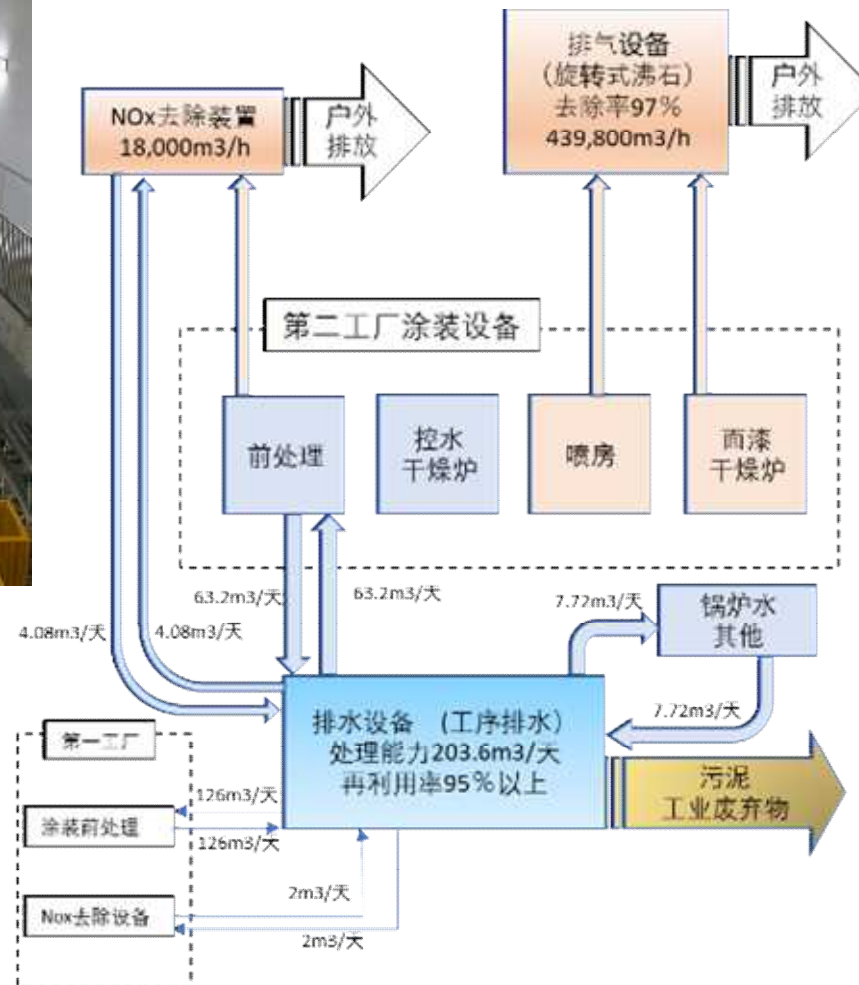 NOx去除装置
18,000m3/h
户外
排放
排气设备
（旋转式沸石）
去除率97%
439,800m3/h
户外
排放
第二工厂涂装设备
前处理
控水
干燥炉
喷房
面漆
干燥炉
63.2m3/天
63.2m3/天
7.72m3/天
锅炉水
其他
4.08m3/天
4.08m3/天
7.72m3/天
排水设备 （工序排水）
处理能力203.6m3/天
再利用率95%以上
污泥
工业废弃物
第一工厂
126m3/天
涂装前处理
126m3/天
2m3/天
Nox去除设备
2m3/天